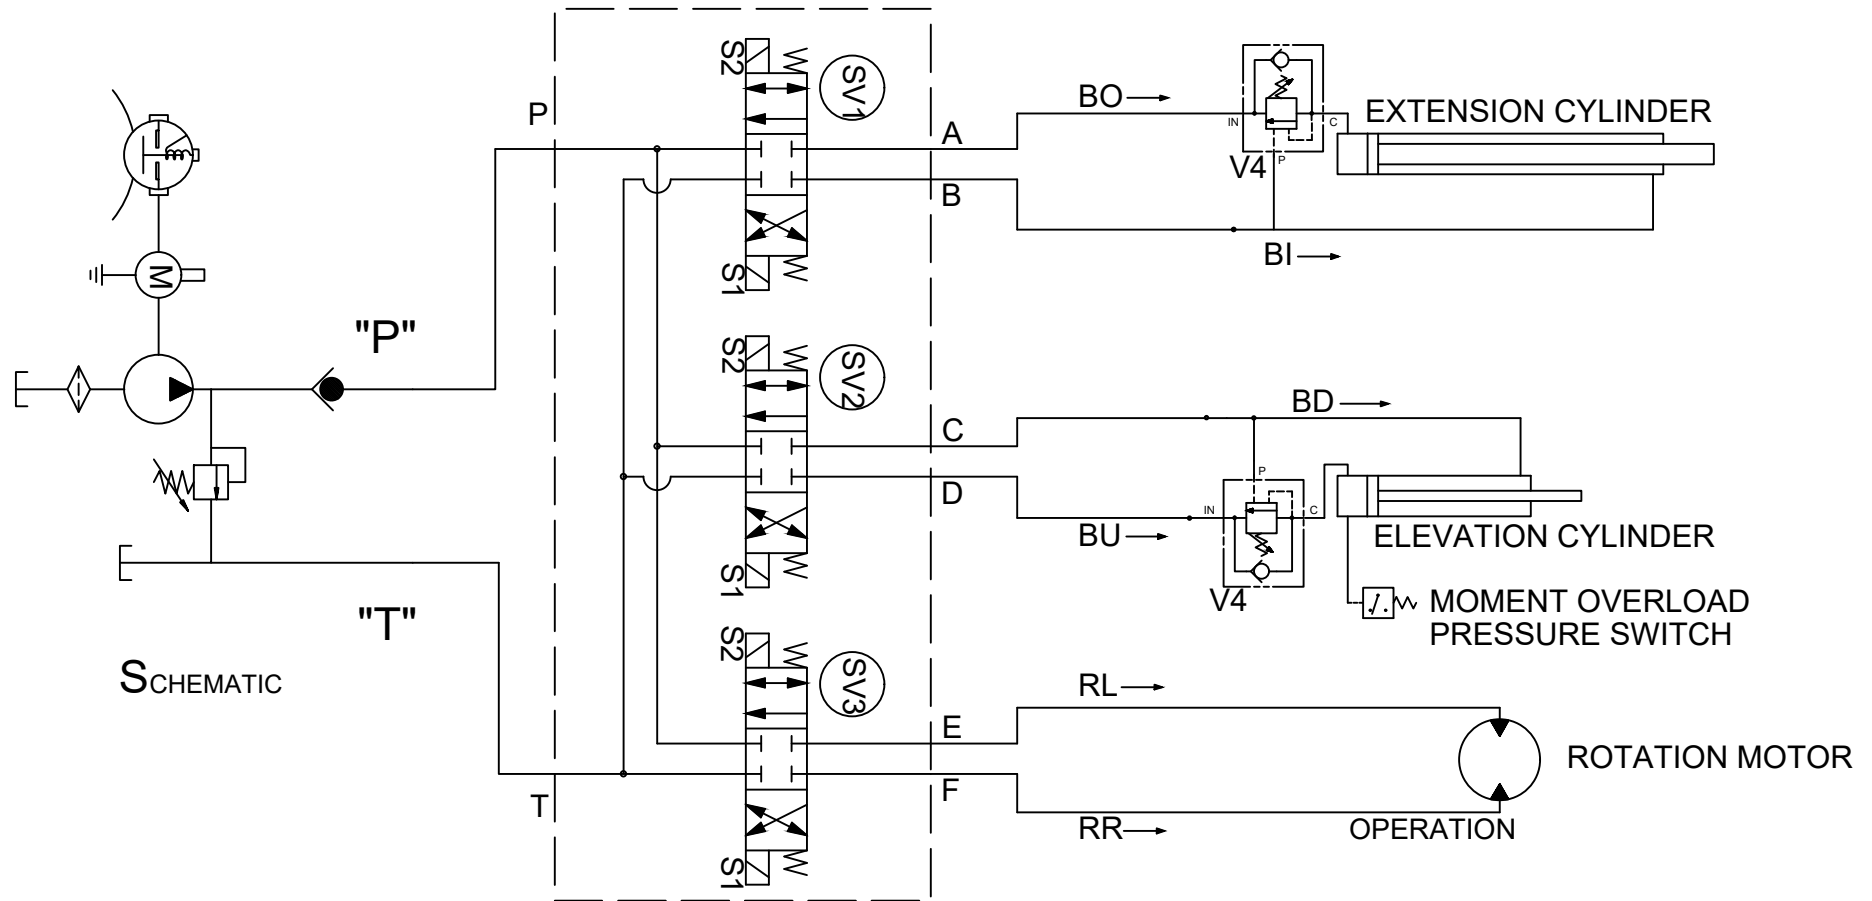 S2
SV1
P
BO
EXTENSION CYLINDER
A
IN
C
V4
P
B
BI
S1
M
"P"
S2
SV2
BD
C
P
D
IN
C
BU
ELEVATION CYLINDER
S1
V4
MOMENT OVERLOAD
PRESSURE SWITCH
"T"
SCHEMATIC
S2
SV3
RL
E
ROTATION MOTOR
F
T
RR
OPERATION
S1